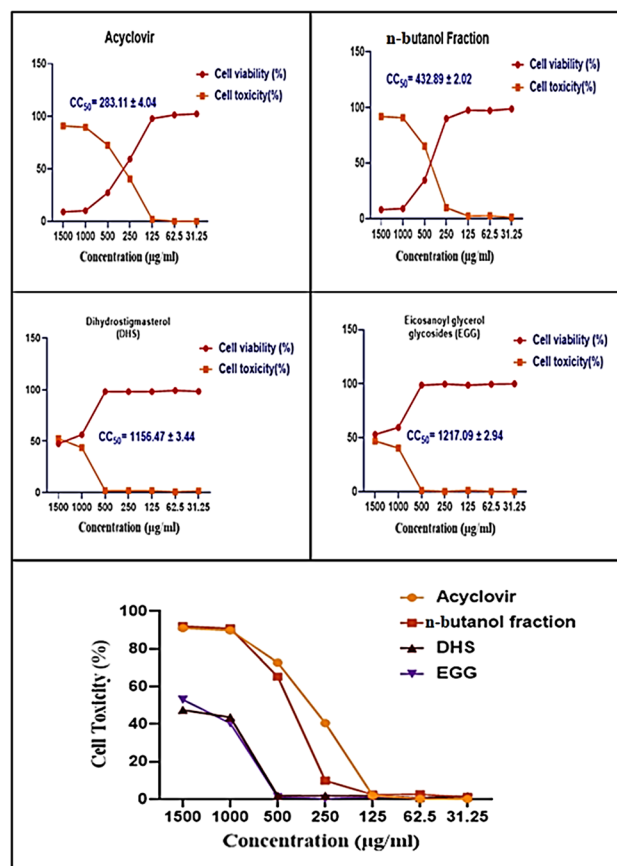 Acyclovir
Cell viability (%)
Cell toxicity(%)
CC50= 283.11 ± 4.04
100
50
0
1500 1000 500 250 125 62.5 31.25
Concentration (µg/ml)
n-butanol Fraction
Cell viability (%)
Cell toxicity(%)
CC50= 432.89 ± 2.02
150
100
50
0
1500 1000 500 250 125 62.5 31.25
Concentration (µg/ml)
Dihydrostigmasterol
(DHS)
Cell viability (%)
Cell toxicity(%)
CC50= 1156.47 ± 3.44
150
100
50
0
1500 1000 500 250 125 62.5 31.25
Concentration (µg/ml)
Eicosanoyl glycerol
glycosides (EGG)
Cell viability (%)
Cell toxicity(%)
CC50= 1217.09 ± 2.94
150
100
50
0
1500 1000 500 250 125 62.5 31.25
Concentration (µg/ml)
Acyclovir
n-butanol fraction
DHS
EGG
Cell Toxicity (%)
100
80
60
40
20
0
1500 1000 500 250 125 62.5 31.25
Concentration (µg/ml)